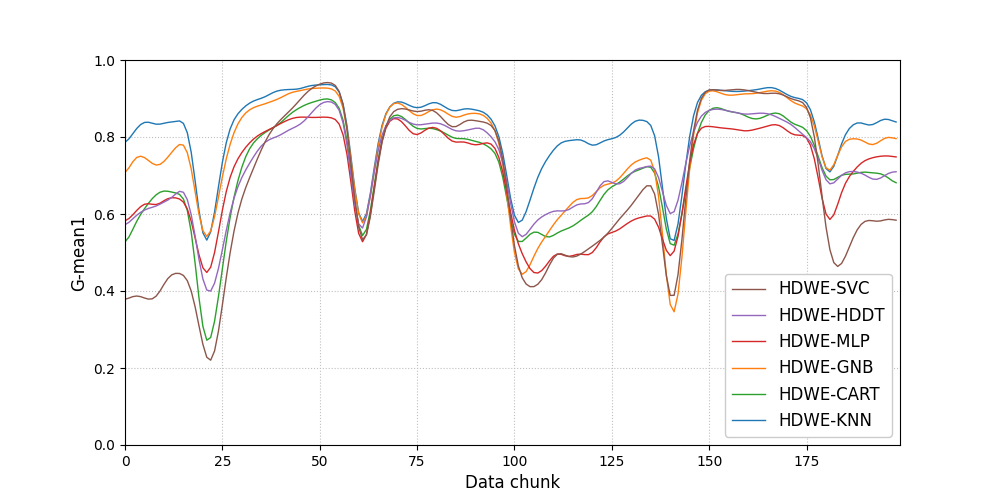 1.0
0.8
0.6
0.4
0.2
0.0
G-mean1
0 25 50 75 100 125 150 175
Data chunk
HDWE-SVC
HDWE-HDDT
HDWE-MLP
HDWE-GNB
HDWE-CART
HDWE-KNN